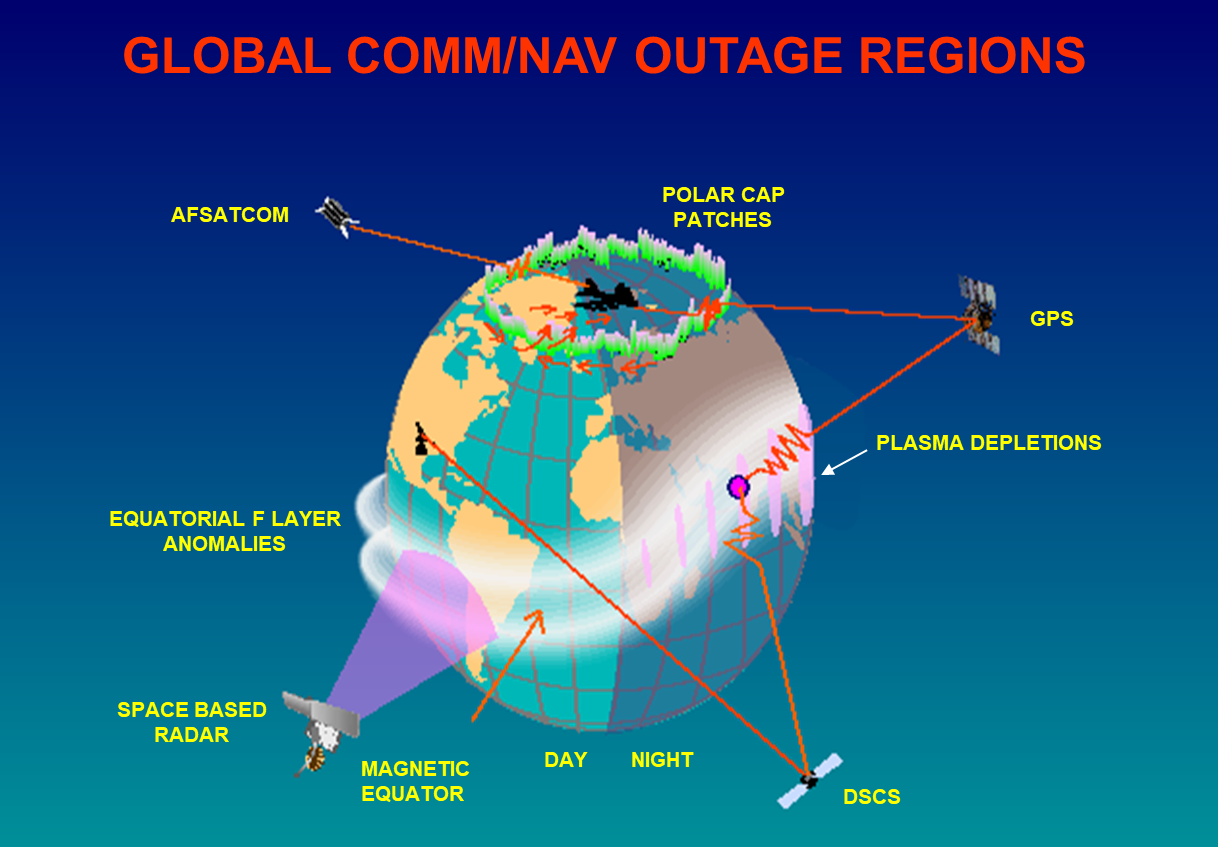 GLOBAL COMM/NAV OUTAGE REGIONS
AFSATCOM
POLAR CAP
PATCHES
GPS
PLASMA DEPLETIONS
EQUATORIAL F LAYER
ANOMALIES
SPACE BASED
RADAR
MAGNETIC
EQUATOR
DAY
NIGHT
DSCS